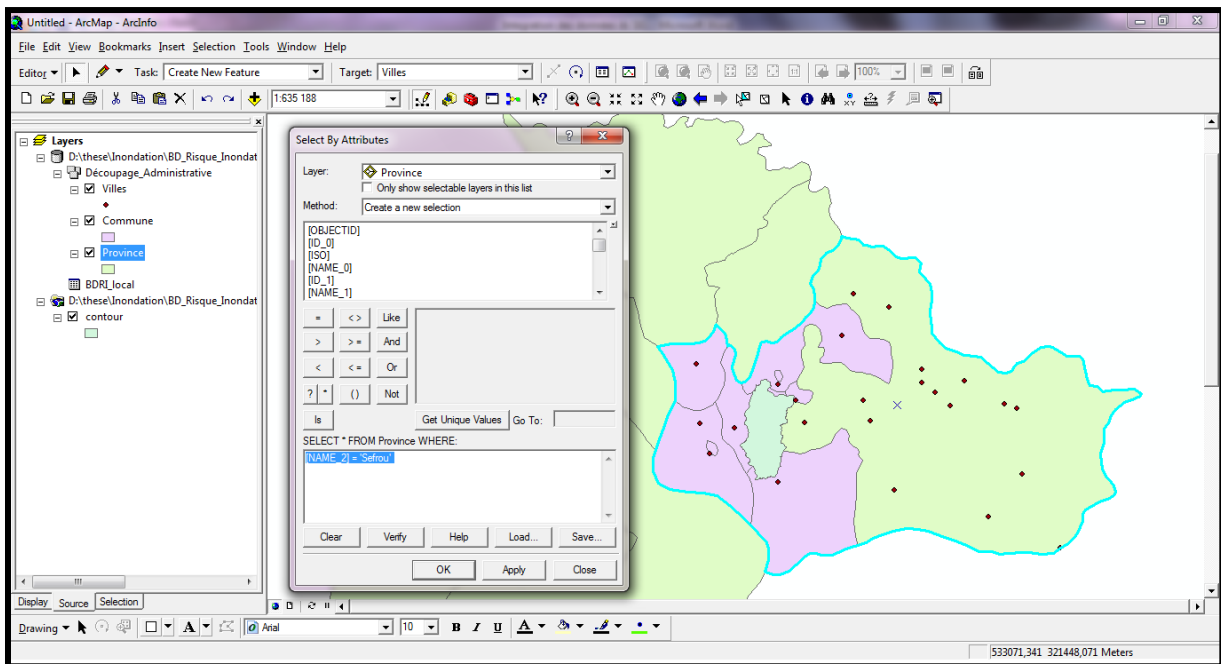 Untitled - ArcMap - ArcInfo
File Edit View Bookmarks Insert Selection Tools Window Help
Editor Task: Create New Feature Target: Villes 100%
1:635 188
Layers
D:\these\Inondation\BD_Risque_Inondat
Découpage_Administrative
Villes
Commune
Province
BDRI_local
D:\these\Inondation\BD_Risque_Inondat
contour
Display Source Selection
Select By Attributes
Layer: Province
Only show selectable layers in this list
Method: Create a new selection
[OBJECTID]
[ID_0]
[ISO]
[NAME_0]
[ID_1]
[NAME_1]
= <> Like
> >= And
< <= Or
? * () Not
Is Get Unique Values Go To:
SELECT * FROM Province WHERE:
[NAME_2] = 'Sefrou'
Clear Verify Help Load... Save...
OK Apply Close
Drawing A Arial 10 B I U A
533071,341 321448,071 Meters